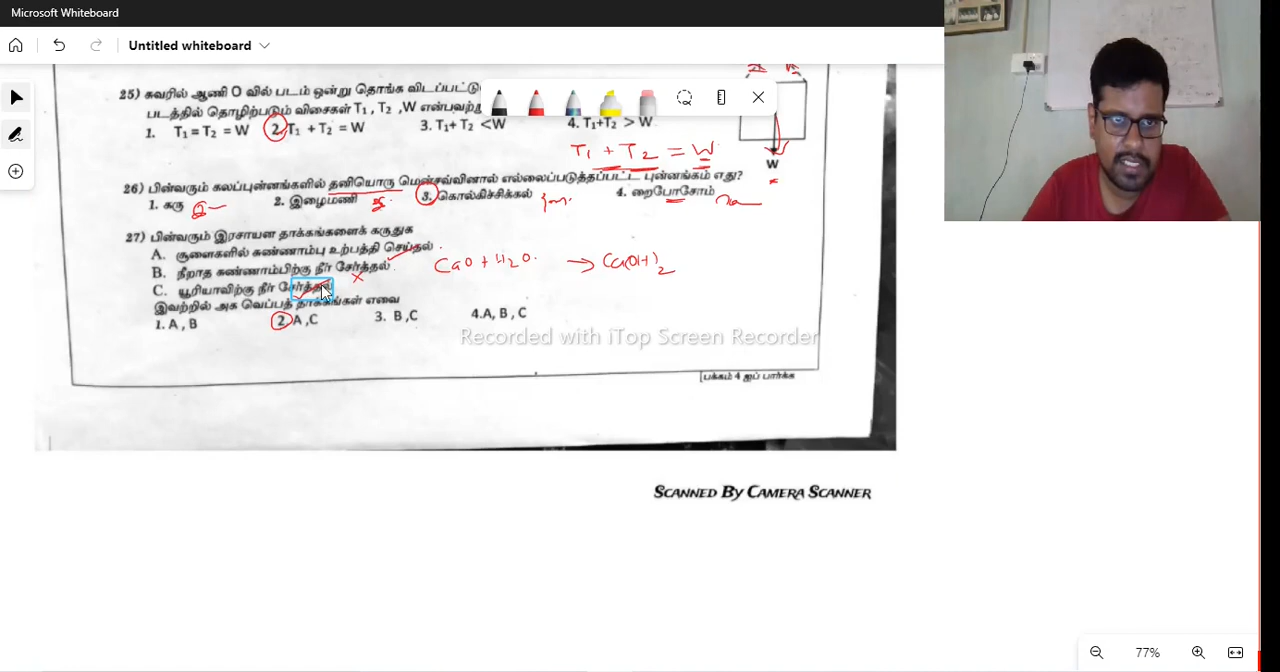 Microsoft Whiteboard
Untitled whiteboard
25) சுவரில் ஆணி O வில் படம் ஒன்று தொங்க விடப்பட்டு
படத்தில் தொழிற்படும் விசைகள் T₁ , T₂ , W என்பவற்
1. T₁ = T₂ = W 2. T₁ + T₂ = W 3. T₁+ T₂ <W 4. T₁+T₂ > W
T₁ + T₂ = W
W
26) பின்வரும் கலப்புன்னங்களில் தனியொரு மென்சவ்வினால் எல்லைப்படுத்தப்பட்ட புன்னங்கம் எது?
1. கரு 2. இழைமணி 3. கொல்கிச்சிக்கல் 4. றைபோசோம்
27) பின்வரும் இரசாயன தாக்கங்களைக் கருதுக
A. சூளைகளில் சுண்ணாம்பு உற்பத்தி செய்தல்
B. நீறாத சுண்ணாம்பிற்கு நீர் சேர்த்தல்
CaO + H₂O → Ca(OH)₂
C. யூரியாவிற்கு நீர் சேர்த்தல்
இவற்றில் அக வெப்பத் தாக்கங்கள் எவை
1. A , B 2. A ,C 3. B ,C 4.A, B , C
Recorded with iTop Screen Recorder
[பக்கம் 4 ஐப் பார்க்க
SCANNED BY CAMERA SCANNER
77%